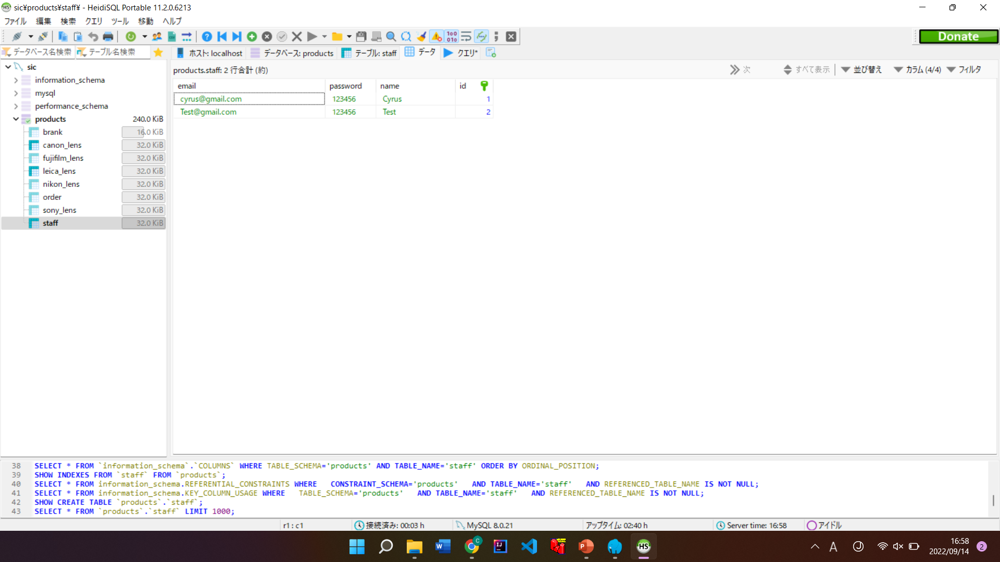 sic¥products¥staff¥ - HeidiSQL Portable 11.2.0.6213
ファイル 編集 検索 クエリ ツール 移動 ヘルプ
Donate
データベース名検索 テーブル名検索 ホスト: localhost データベース: products テーブル: staff データ クエリ*
products.staff: 2 行合計 (約) 次 すべて表示 並び替え カラム (4/4) フィルタ
sic
information_schema
mysql
performance_schema
products 240.0 KiB
brank 16.0 KiB
canon_lens 32.0 KiB
fujifilm_lens 32.0 KiB
leica_lens 32.0 KiB
nikon_lens 32.0 KiB
order 32.0 KiB
sony_lens 32.0 KiB
staff 32.0 KiB
email password name id
cyrus@gmail.com 123456 Cyrus 1
Test@gmail.com 123456 Test 2
38 SELECT * FROM `information_schema`.`COLUMNS` WHERE TABLE_SCHEMA='products' AND TABLE_NAME='staff' ORDER BY ORDINAL_POSITION;
39 SHOW INDEXES FROM `staff` FROM `products`;
40 SELECT * FROM information_schema.REFERENTIAL_CONSTRAINTS WHERE   CONSTRAINT_SCHEMA='products'   AND TABLE_NAME='staff'   AND REFERENCED_TABLE_NAME IS NOT NULL;
41 SELECT * FROM information_schema.KEY_COLUMN_USAGE WHERE   TABLE_SCHEMA='products'   AND TABLE_NAME='staff'   AND REFERENCED_TABLE_NAME IS NOT NULL;
42 SHOW CREATE TABLE `products`.`staff`;
43 SELECT * FROM `products`.`staff` LIMIT 1000;
r1 : c1 接続済み: 00:03 h MySQL 8.0.21 アップタイム: 02:40 h Server time: 16:58 アイドル
A J 16:58
2022/09/14 2